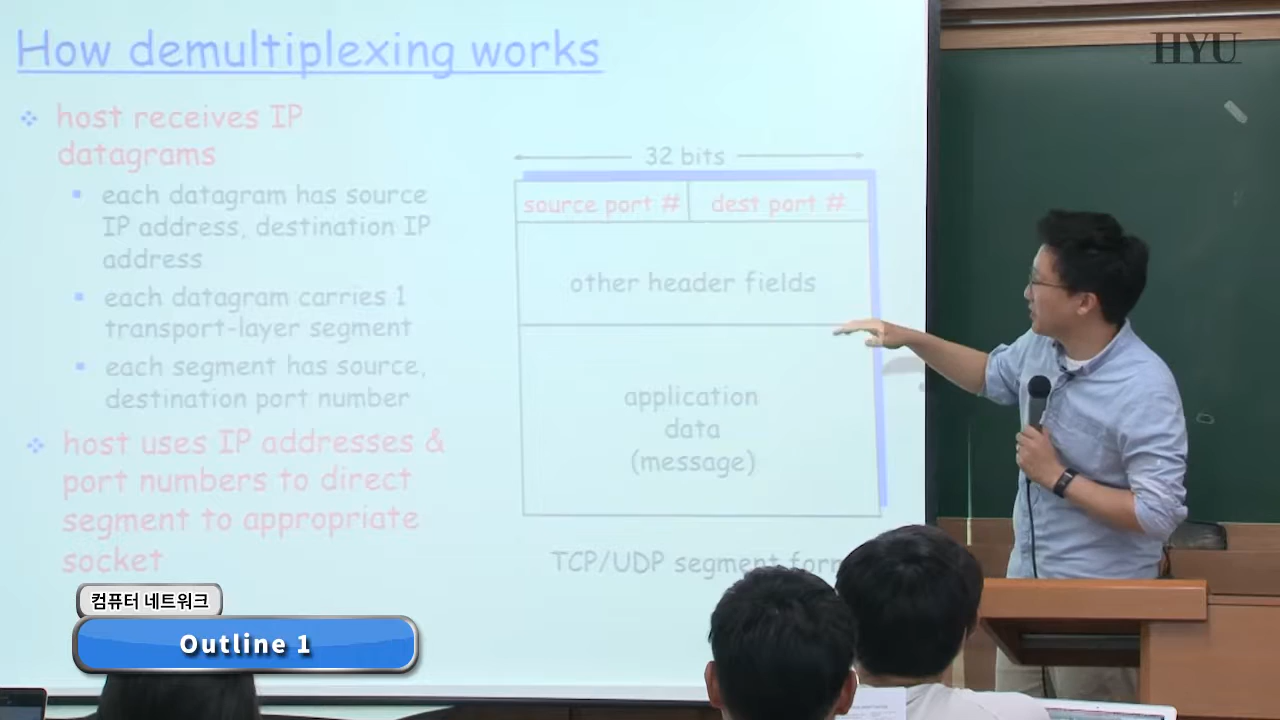 How demultiplexing works
host receives IP
datagrams
each datagram has source
IP address, destination IP
address
each datagram carries 1
transport-layer segment
each segment has source,
destination port number
host uses IP addresses &
port numbers to direct
segment to appropriate
socket
32 bits
source port #
dest port #
other header fields
application
data
(message)
TCP/UDP segment
HYU
컴퓨터 네트워크
Outline 1